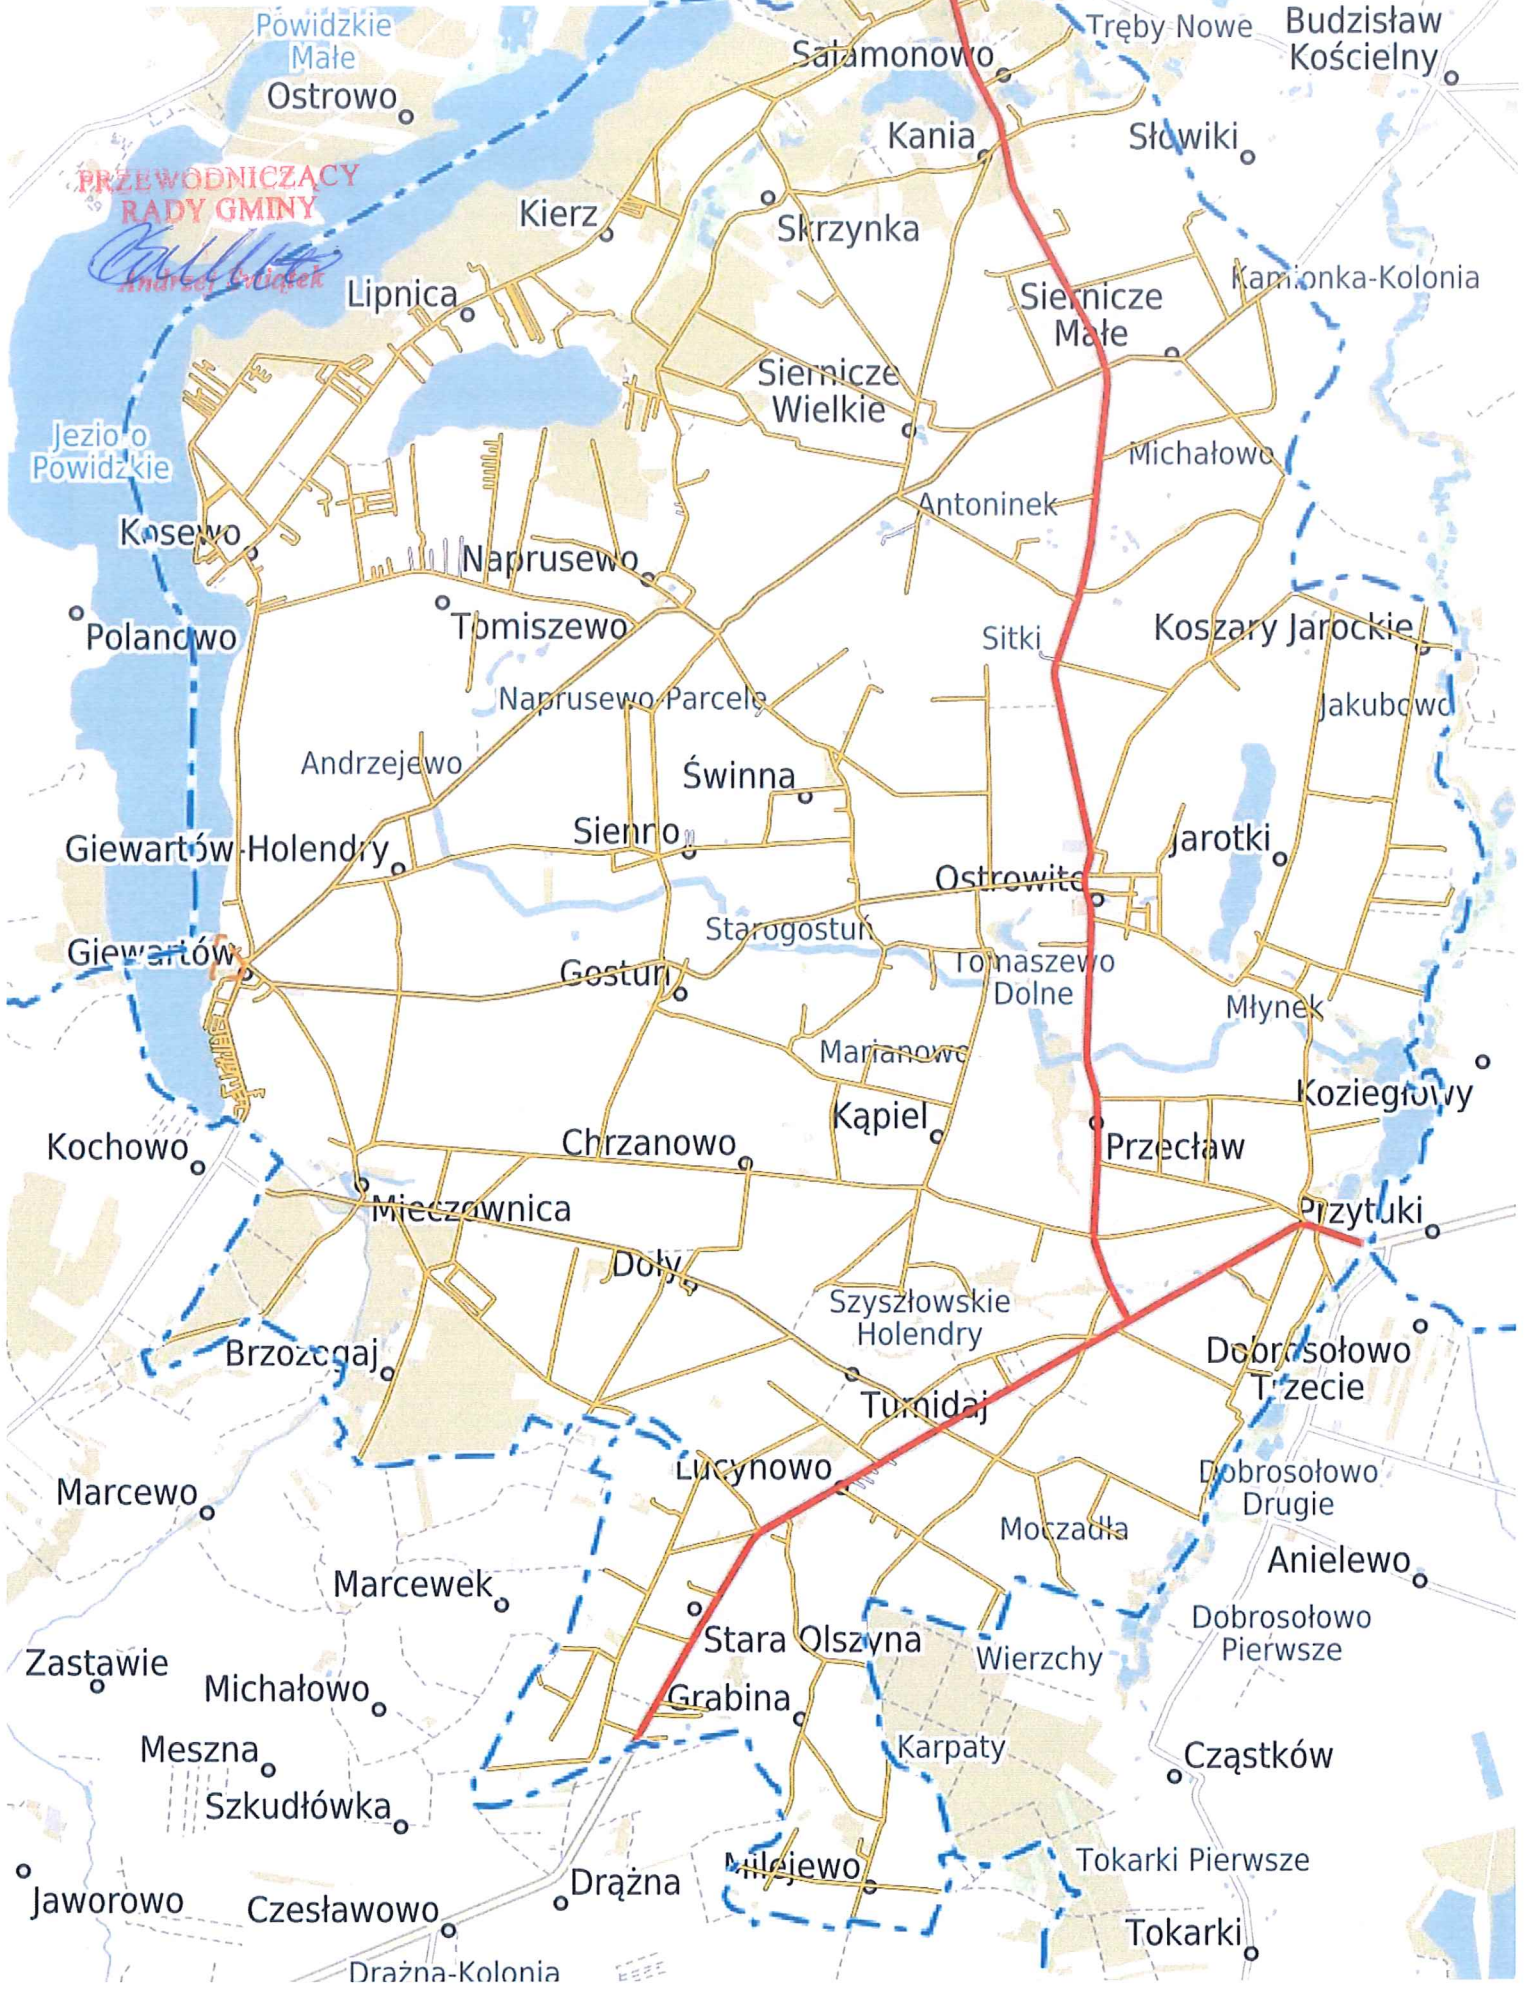 Powidzkie
Małe
Ostrowo
Salamonowo
Tręby Nowe
Budzisław
Kościelny
Kania
Słowiki
PRZEWODNICZĄCY
RADY GMINY
Andrzej
Kierz
Skrzynka
Lipnica
Siernicze
Małe
Kamionka-Kolonia
Siernicze
Wielkie
Jezioro
Powidzkie
Michałowo
Antoninek
Kosewo
Naprusewo
Polanowo
Tomiszewo
Sitki
Koszary Jarockie
Naprusewo-Parcele
Jakubowo
Andrzejewo
Świnna
Giewartów-Holendry
Sienno
Jarotki
Ostrowite
Giewartów
Starogostuń
Gostuń
Tomaszewo
Dolne
Młynek
Marianowo
Kąpiel
Koziegłowy
Kochowo
Chrzanowo
Przecław
Mieczownica
Przytuki
Doły
Szyszłowskie
Holendry
Brzozogaj
Dobrosołowo
Trzecie
Tumidaj
Lucynowo
Marcewo
Dobrosołowo
Drugie
Moczadła
Anielewo
Marcewek
Stara Olszyna
Wierzchy
Dobrosołowo
Pierwsze
Zastawie
Michałowo
Grabina
Meszna
Karpaty
Cząstków
Szkudłówka
Milejewo
Tokarki Pierwsze
Jaworowo
Czesławowo
Drążna
Tokarki
Drążna-Kolonia